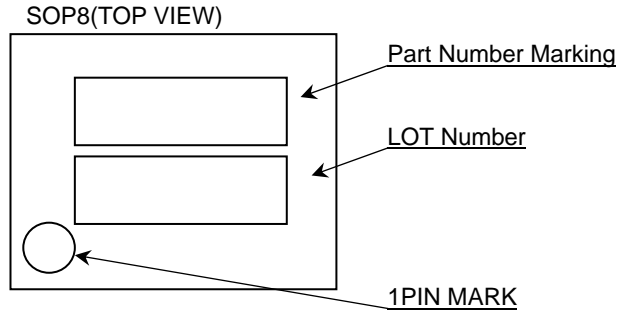 SOP8(TOP VIEW)
Part Number Marking
LOT Number
1PIN MARK